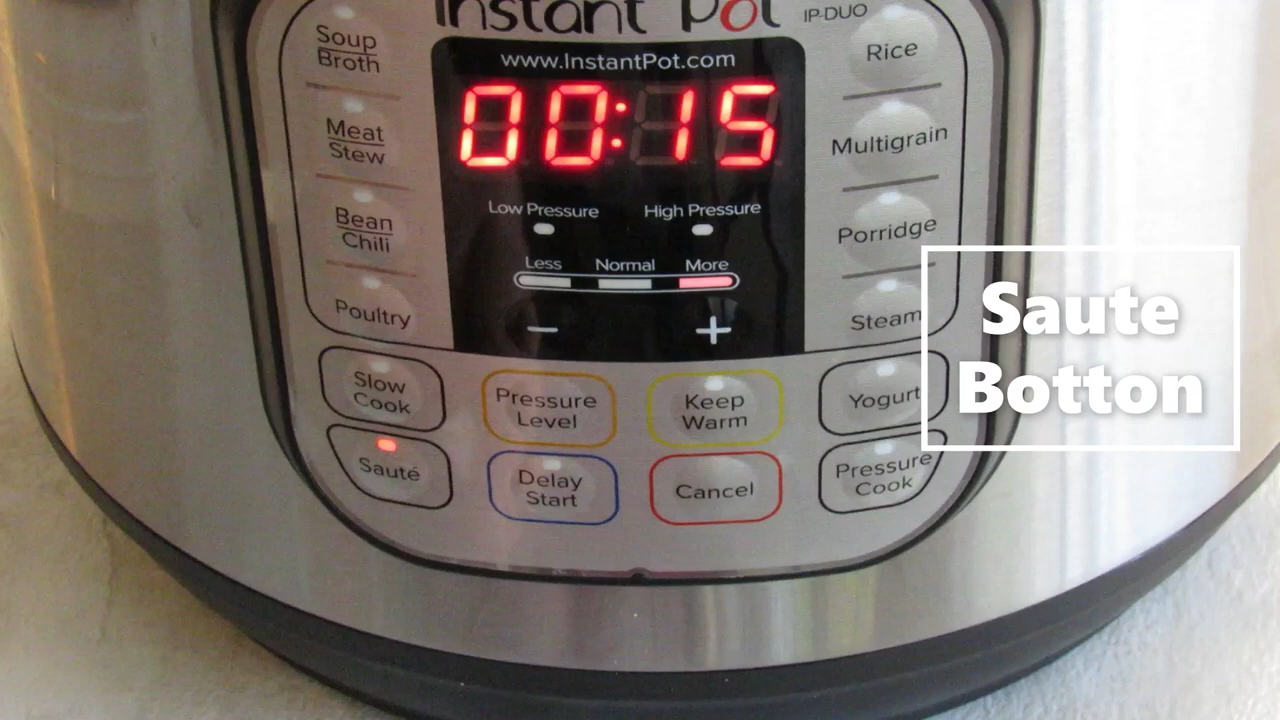 Instant Pot IP-DUO
www.InstantPot.com
00:15
Low Pressure High Pressure
Less Normal More
− +
Soup
Broth
Meat
Stew
Bean
Chili
Poultry
Rice
Multigrain
Porridge
Steam
Slow
Cook
Pressure
Level
Keep
Warm
Yogurt
Sauté
Delay
Start
Cancel
Pressure
Cook
Saute
Botton